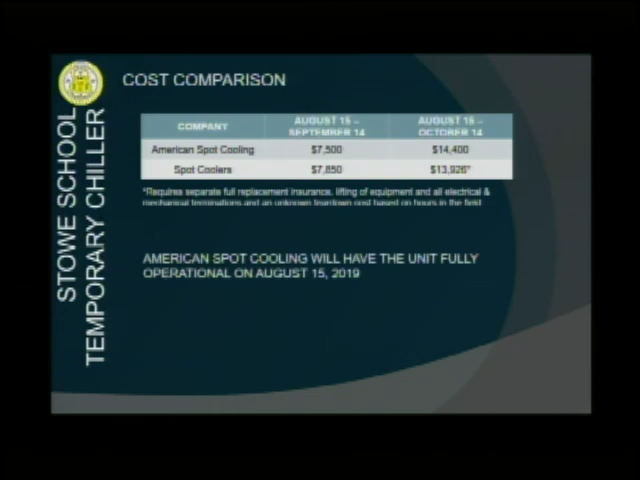 STOWE SCHOOL
TEMPORARY CHILLER
COST COMPARISON
COMPANY AUGUST 15 – SEPTEMBER 14 AUGUST 15 – OCTOBER 14
American Spot Cooling $7,500 $14,400
Spot Coolers $7,850 $13,926*
*Requires separate full replacement insurance, lifting of equipment and all electrical &
mechanical terminations and an unknown teardown cost based on hours in the field
AMERICAN SPOT COOLING WILL HAVE THE UNIT FULLY
OPERATIONAL ON AUGUST 15, 2019